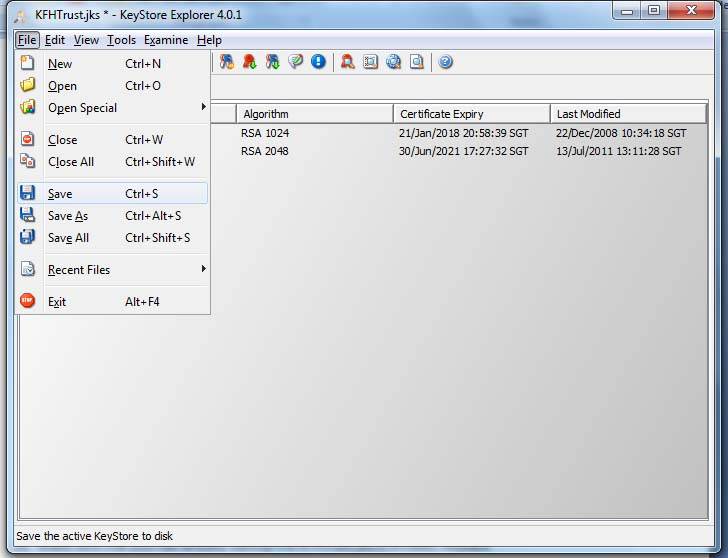 KFHTrust.jks * - KeyStore Explorer 4.0.1
File Edit View Tools Examine Help
New Ctrl+N
Open Ctrl+O
Open Special
Close Ctrl+W
Close All Ctrl+Shift+W
Save Ctrl+S
Save As Ctrl+Alt+S
Save All Ctrl+Shift+S
Recent Files
STOP Exit Alt+F4
Algorithm Certificate Expiry Last Modified
RSA 1024 21/Jan/2018 20:58:39 SGT 22/Dec/2008 10:34:18 SGT
RSA 2048 30/Jun/2021 17:27:32 SGT 13/Jul/2011 13:11:28 SGT
Save the active KeyStore to disk